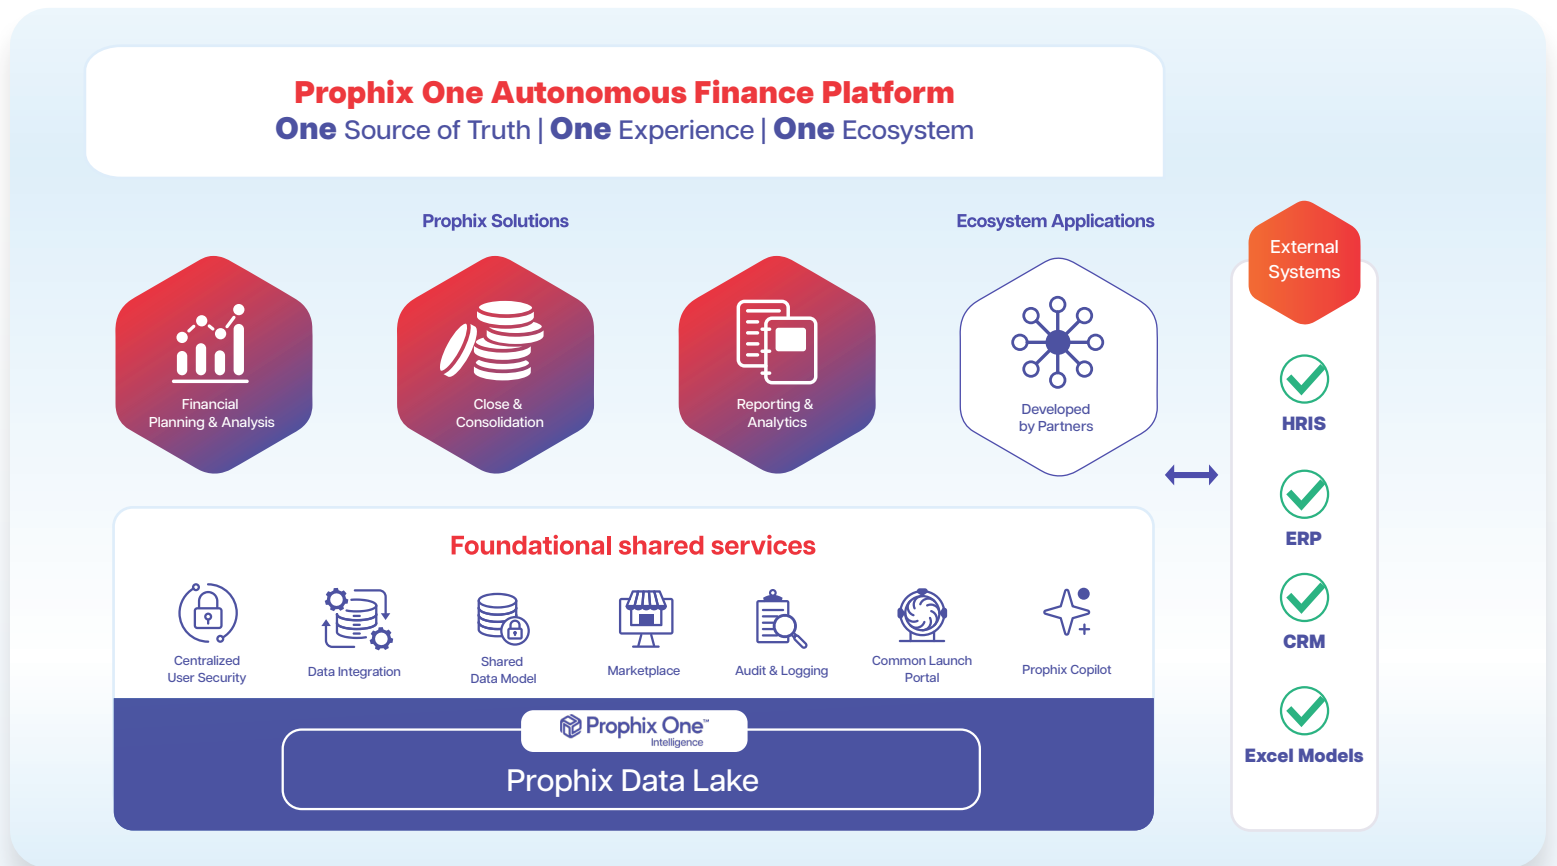 Prophix One Autonomous Finance Platform
One Source of Truth | One Experience | One Ecosystem
Prophix Solutions
Ecosystem Applications
Financial
Planning & Analysis
Close &
Consolidation
Reporting &
Analytics
Developed
by Partners
External
Systems
HRIS
ERP
CRM
Excel Models
Foundational shared services
Centralized
User Security
Data Integration
Shared
Data Model
Marketplace
Audit & Logging
Common Launch
Portal
Prophix Copilot
Prophix One™
Intelligence
Prophix Data Lake